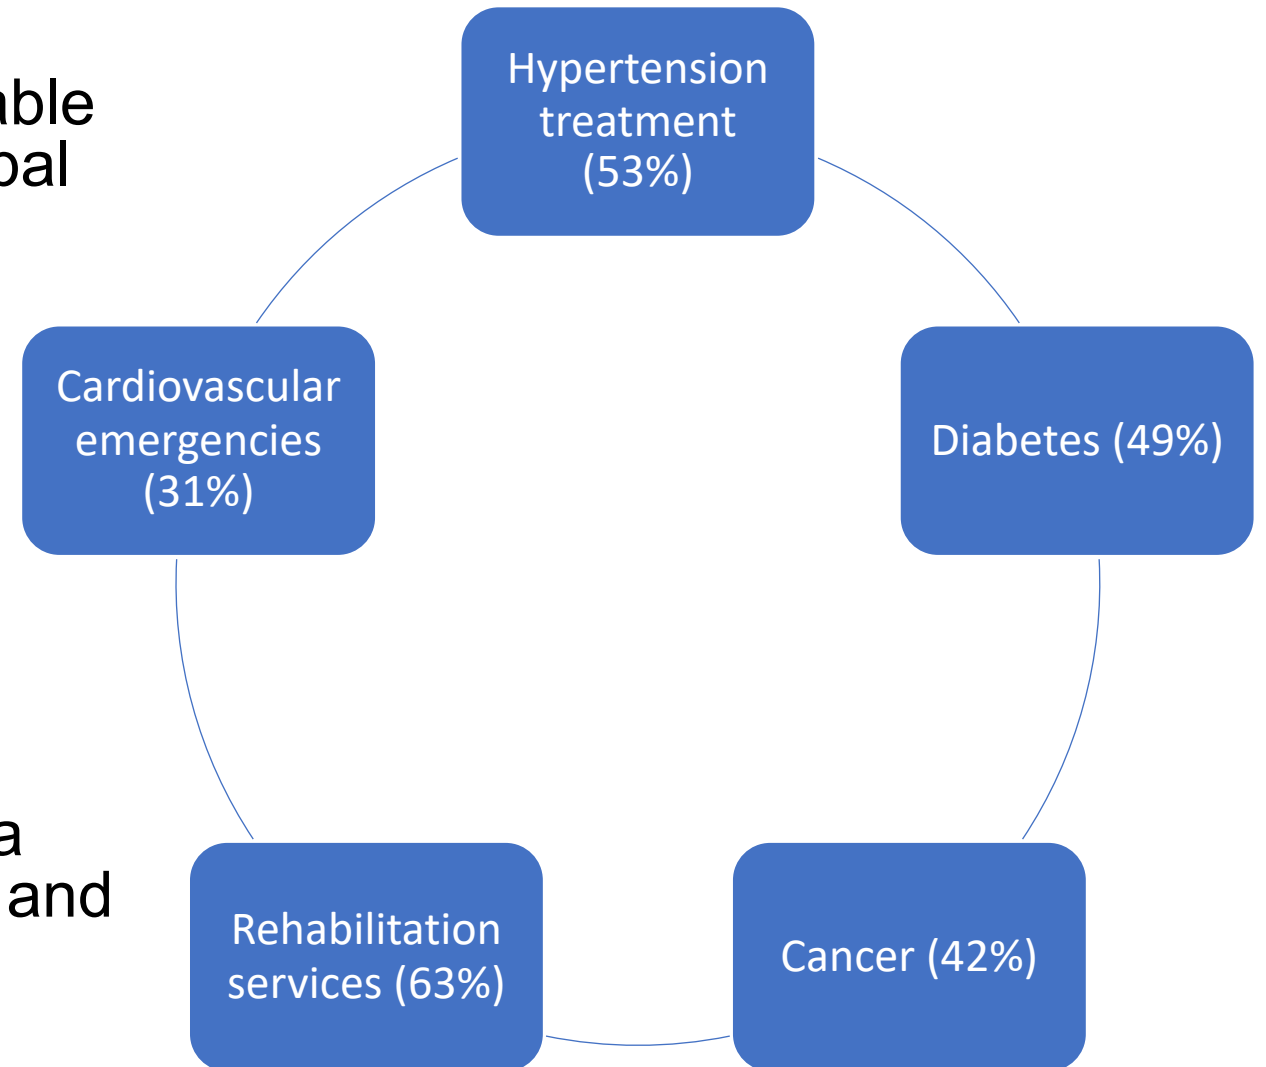 able
bal
Hypertension
treatment
(53%)
Cardiovascular
emergencies
(31%)
Diabetes (49%)
a
and
Rehabilitation
services (63%)
Cancer (42%)